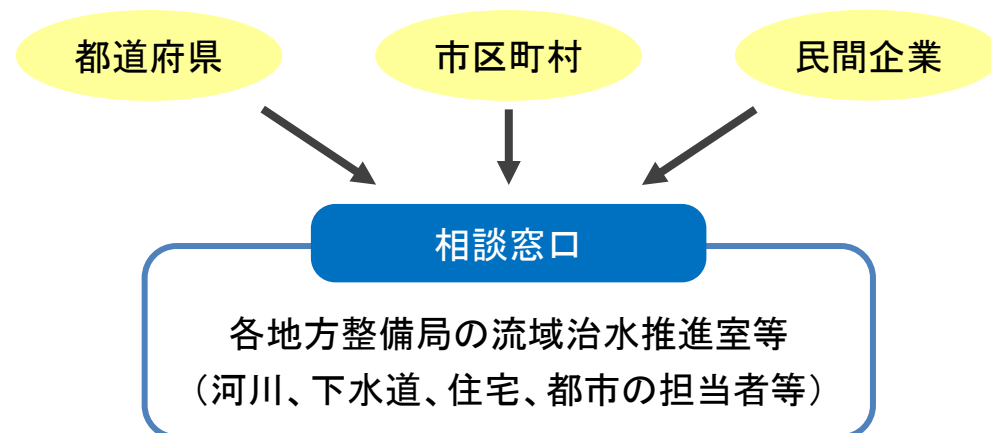 都道府県
市区町村
民間企業
相談窓口
各地方整備局の流域治水推進室等
（河川、下水道、住宅、都市の担当者等）